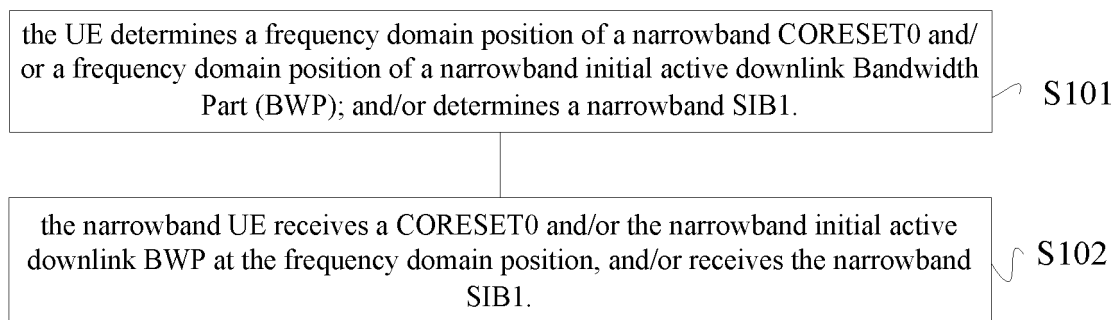 the UE determines a frequency domain position of a narrowband CORESET0 and/
or a frequency domain position of a narrowband initial active downlink Bandwidth
Part (BWP); and/or determines a narrowband SIB1.
S101
the narrowband UE receives a CORESET0 and/or the narrowband initial active
downlink BWP at the frequency domain position, and/or receives the narrowband
SIB1.
S102